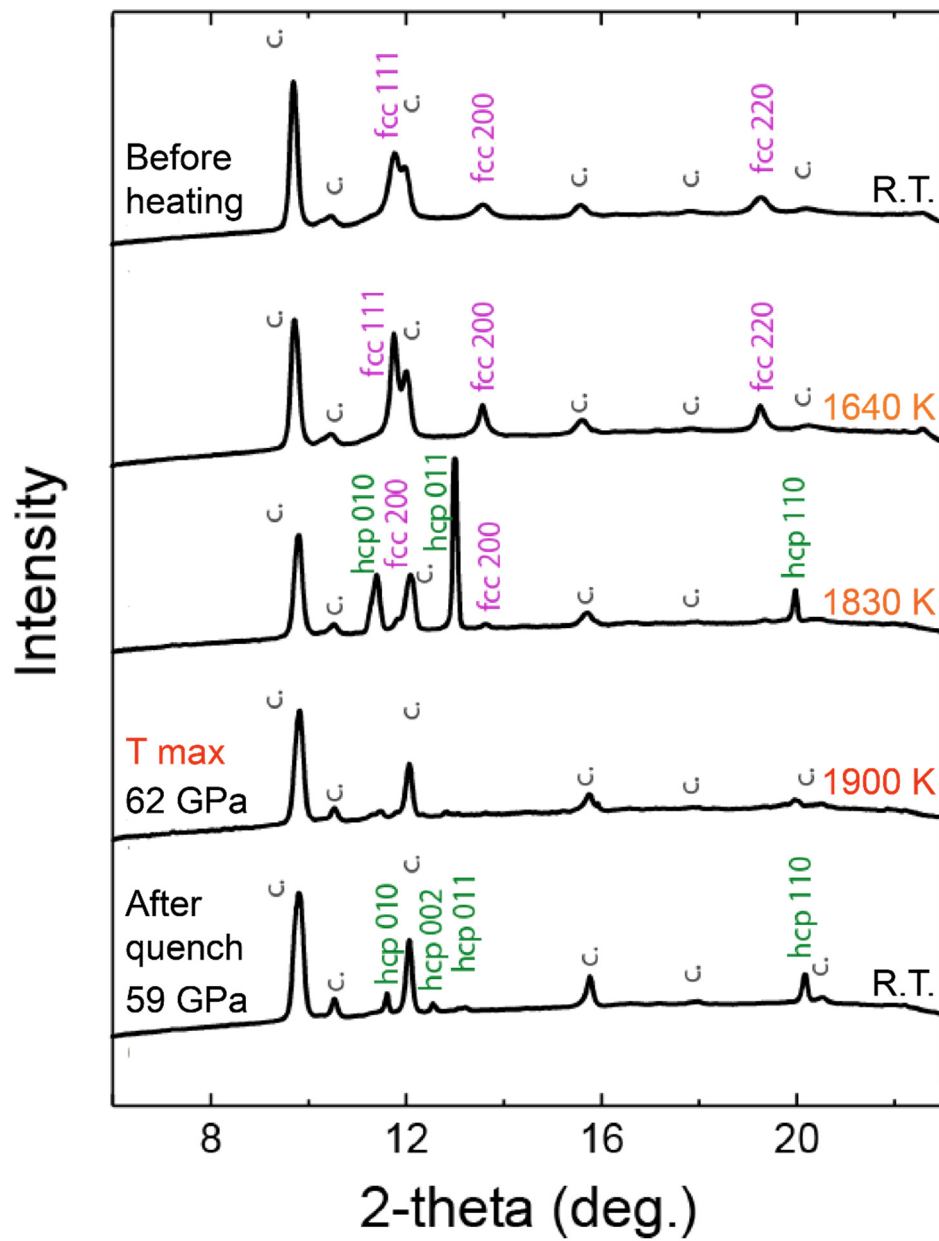 C.
fcc 111
C.
C.
fcc 200
C.
C.
fcc 220
C.
Before
heating
R.T.
C.
fcc 111
C.
C.
fcc 200
C.
C.
fcc 220
C.
1640 K
C.
C.
hcp 010
fcc 200
C.
hcp 011
fcc 200
C.
C.
hcp 110
1830 K
C.
C.
C.
C.
C.
C.
T max
62 GPa
1900 K
C.
C.
hcp 010
C.
hcp 002
hcp 011
C.
C.
hcp 110
C.
After
quench
59 GPa
R.T.
Intensity
8 12 16 20
2-theta (deg.)